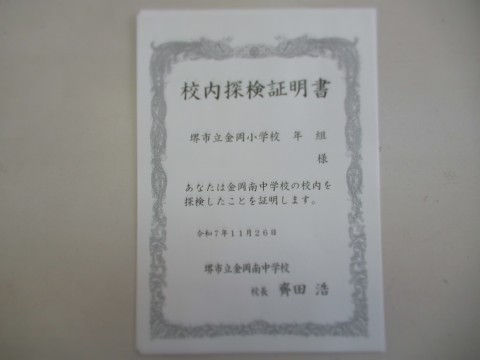 校内探検証明書
堺市立金岡小学校 年 組
様
あなたは金岡南中学校の校内を
探検したことを証明します。
令和7年11月26日
堺市立金岡南中学校
校長 齊田 浩